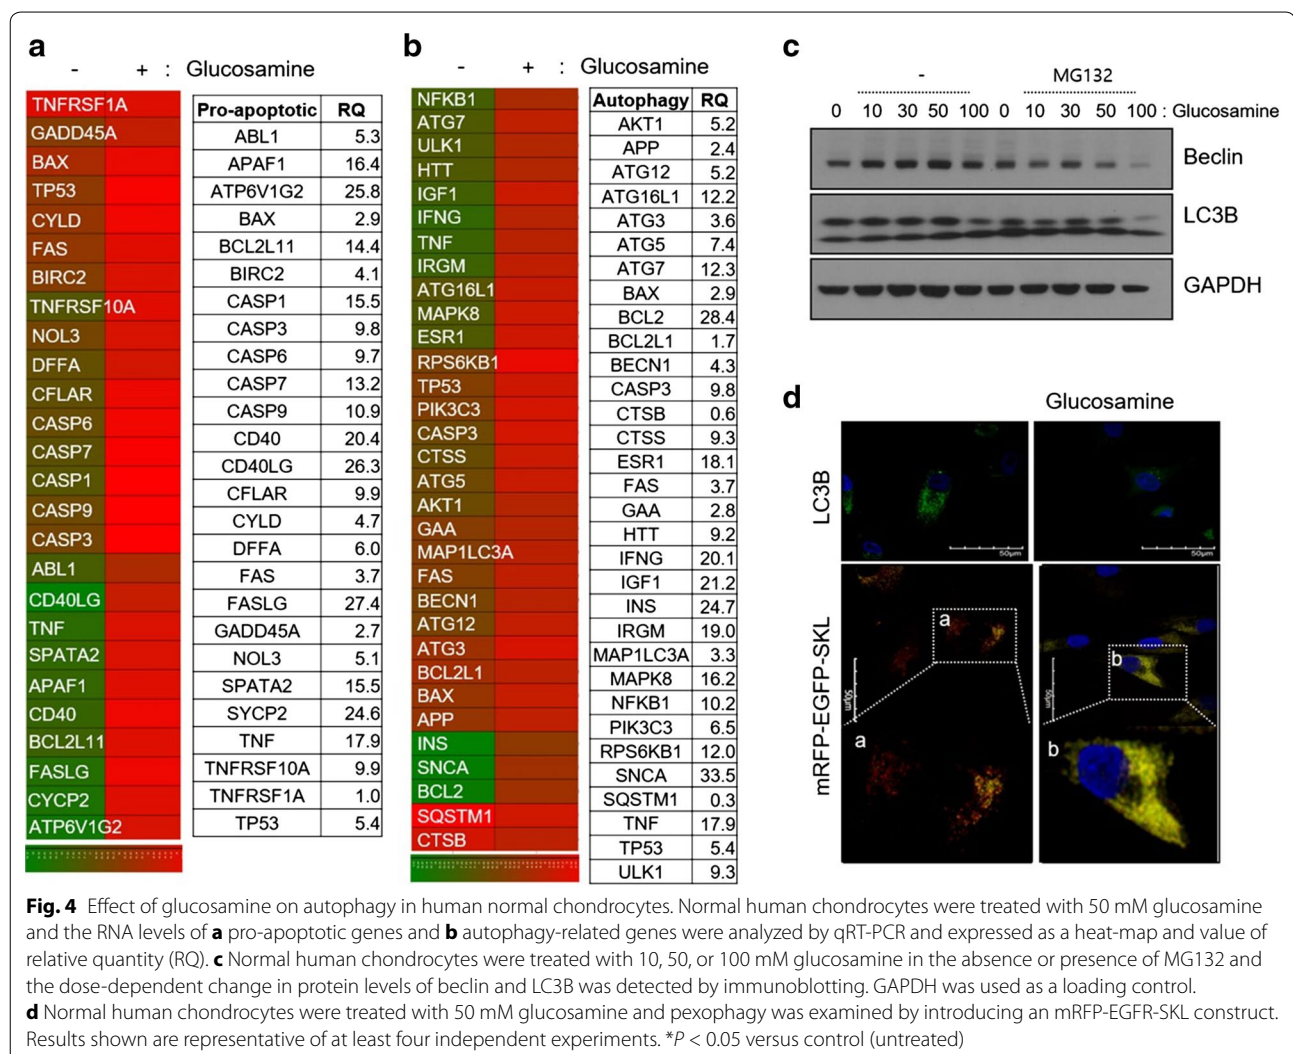 a
- + : Glucosamine
TNFRSF1A
GADD45A
BAX
TP53
CYLD
FAS
BIRC2
TNFRSF10A
NOL3
DFFA
CFLAR
CASP6
CASP7
CASP1
CASP9
CASP3
ABL1
CD40LG
TNF
SPATA2
APAF1
CD40
BCL2L11
FASLG
CYCP2
ATP6V1G2
Pro-apoptotic RQ
ABL1 5.3
APAF1 16.4
ATP6V1G2 25.8
BAX 2.9
BCL2L11 14.4
BIRC2 4.1
CASP1 15.5
CASP3 9.8
CASP6 9.7
CASP7 13.2
CASP9 10.9
CD40 20.4
CD40LG 26.3
CFLAR 9.9
CYLD 4.7
DFFA 6.0
FAS 3.7
FASLG 27.4
GADD45A 2.7
NOL3 5.1
SPATA2 15.5
SYCP2 24.6
TNF 17.9
TNFRSF10A 9.9
TNFRSF1A 1.0
TP53 5.4
b
- + : Glucosamine
NFKB1
ATG7
ULK1
HTT
IGF1
IFNG
TNF
IRGM
ATG16L1
MAPK8
ESR1
RPS6KB1
TP53
PIK3C3
CASP3
CTSS
ATG5
AKT1
GAA
MAP1LC3A
FAS
BECN1
ATG12
ATG3
BCL2L1
BAX
APP
INS
SNCA
BCL2
SQSTM1
CTSB
Autophagy RQ
AKT1 5.2
APP 2.4
ATG12 5.2
ATG16L1 12.2
ATG3 3.6
ATG5 7.4
ATG7 12.3
BAX 2.9
BCL2 28.4
BCL2L1 1.7
BECN1 4.3
CASP3 9.8
CTSB 0.6
CTSS 9.3
ESR1 18.1
FAS 3.7
GAA 2.8
HTT 9.2
IFNG 20.1
IGF1 21.2
INS 24.7
IRGM 19.0
MAP1LC3A 3.3
MAPK8 16.2
NFKB1 10.2
PIK3C3 6.5
RPS6KB1 12.0
SNCA 33.5
SQSTM1 0.3
TNF 17.9
TP53 5.4
ULK1 9.3
c
- MG132
0 10 30 50 100 0 10 30 50 100 : Glucosamine
Beclin
LC3B
GAPDH
d
Glucosamine
LC3B
50μm
50μm
mRFP-EGFP-SKL
a
b
50μm
50μm
a
b
Fig. 4 Effect of glucosamine on autophagy in human normal chondrocytes. Normal human chondrocytes were treated with 50 mM glucosamine
and the RNA levels of a pro-apoptotic genes and b autophagy-related genes were analyzed by qRT-PCR and expressed as a heat-map and value of
relative quantity (RQ). c Normal human chondrocytes were treated with 10, 50, or 100 mM glucosamine in the absence or presence of MG132 and
the dose-dependent change in protein levels of beclin and LC3B was detected by immunoblotting. GAPDH was used as a loading control.
d Normal human chondrocytes were treated with 50 mM glucosamine and pexophagy was examined by introducing an mRFP-EGFR-SKL construct.
Results shown are representative of at least four independent experiments. *P < 0.05 versus control (untreated)